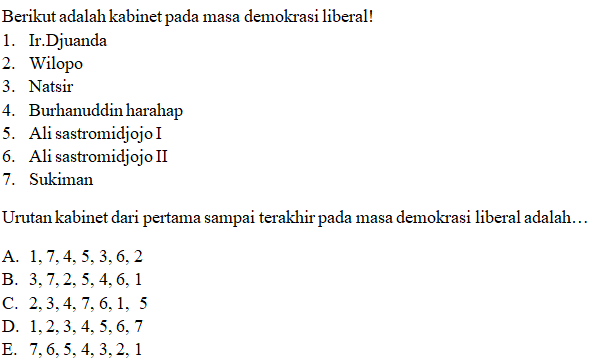 Berikut adalah kabinet pada masa demokrasi liberal!
1. Ir.Djuanda
2. Wilopo
3. Natsir
4. Burhanuddin harahap
5. Ali sastromidjojo I
6. Ali sastromidjojo II
7. Sukiman
Urutan kabinet dari pertama sampai terakhir pada masa demokrasi liberal adalah…
A. 1, 7, 4, 5, 3, 6, 2
B. 3, 7, 2, 5, 4, 6, 1
C. 2, 3, 4, 7, 6, 1, 5
D. 1, 2, 3, 4, 5, 6, 7
E. 7, 6, 5, 4, 3, 2, 1